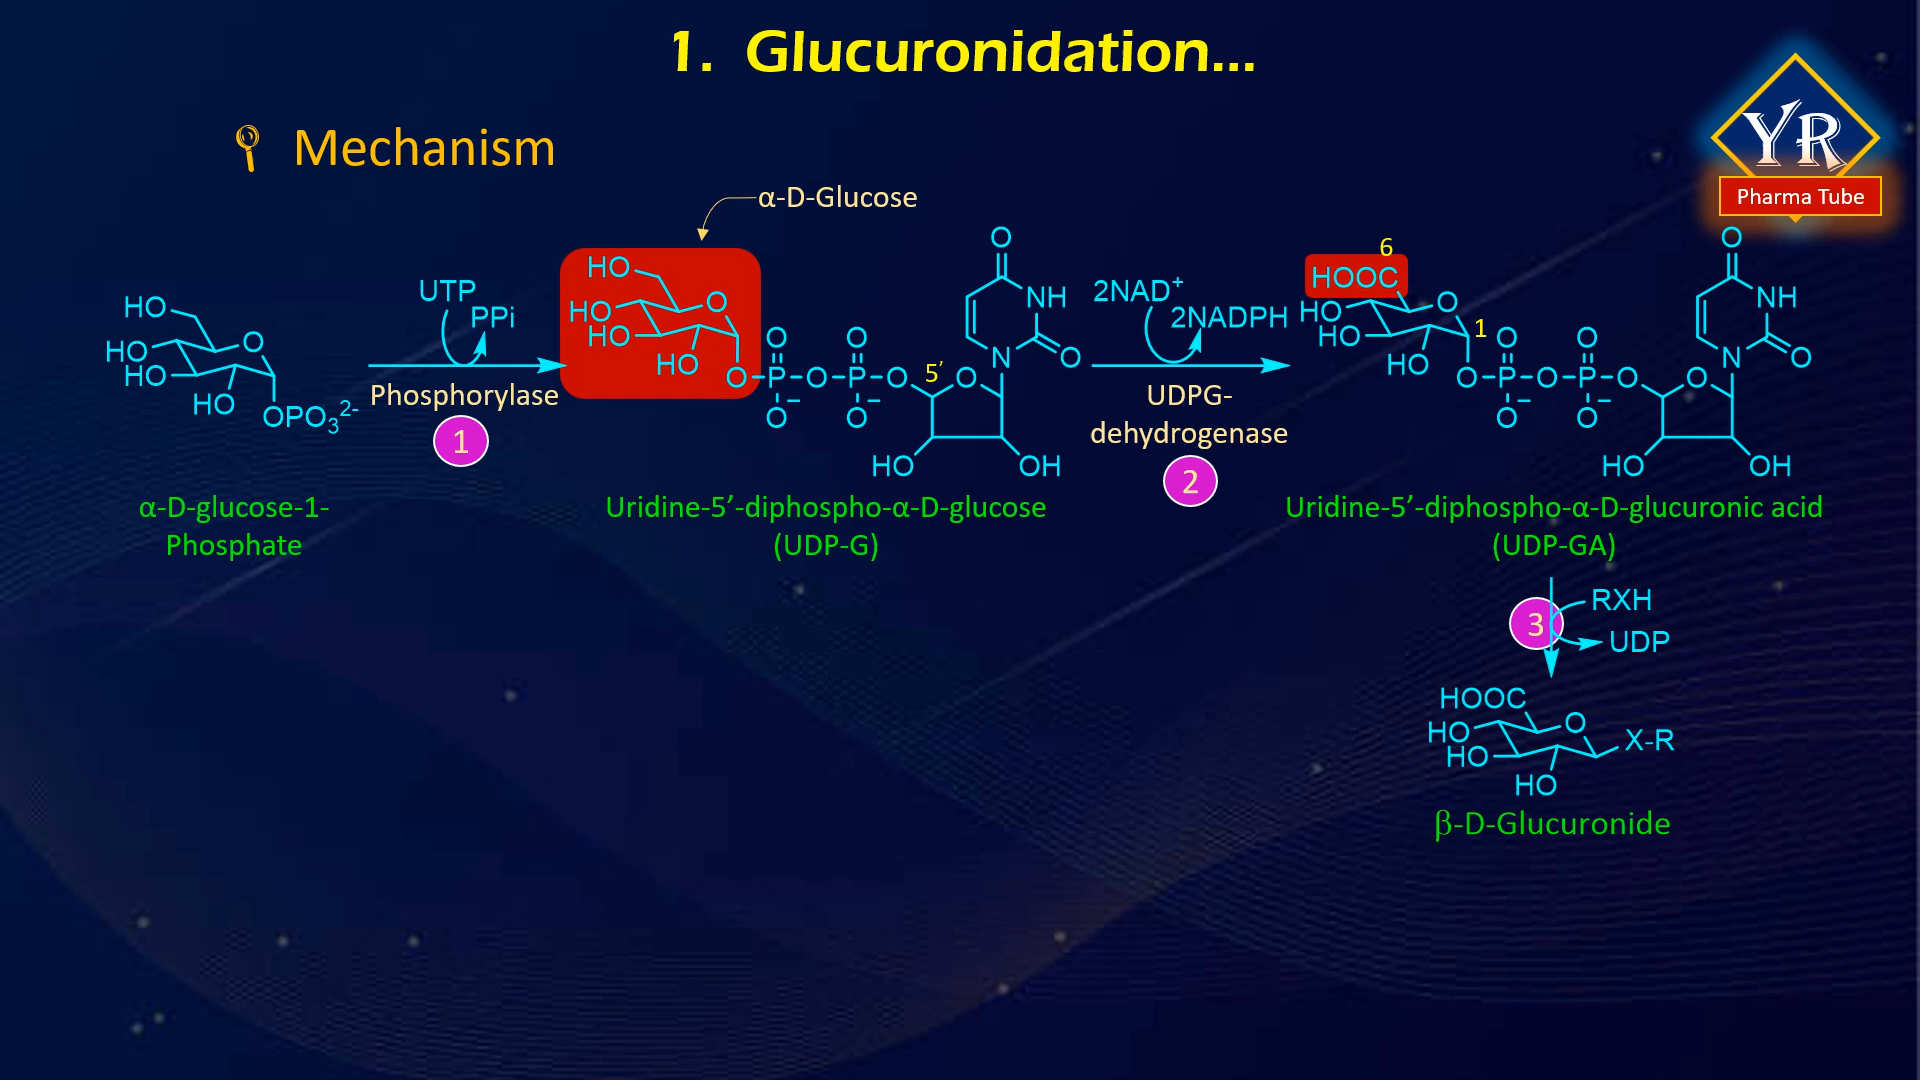 1. Glucuronidation...
YR
Pharma Tube
Mechanism
α-D-Glucose
HO
HO
HO
HO
O
OPO₃²⁻
UTP
PPi
Phosphorylase
1
HO
HO
HO
HO
O
O
O
P
O⁻
O
O
P
O⁻
O
5’
O
HO
OH
N
NH
O
O
2NAD⁺
2NADPH
UDPG-
dehydrogenase
2
6
HOOC
HO
HO
HO
O
1
O
O
P
O⁻
O
O
P
O⁻
O
O
HO
OH
N
NH
O
O
α-D-glucose-1-
Phosphate
Uridine-5’-diphospho-α-D-glucose
(UDP-G)
Uridine-5’-diphospho-α-D-glucuronic acid
(UDP-GA)
3
RXH
UDP
HOOC
HO
HO
HO
O
X-R
β-D-Glucuronide